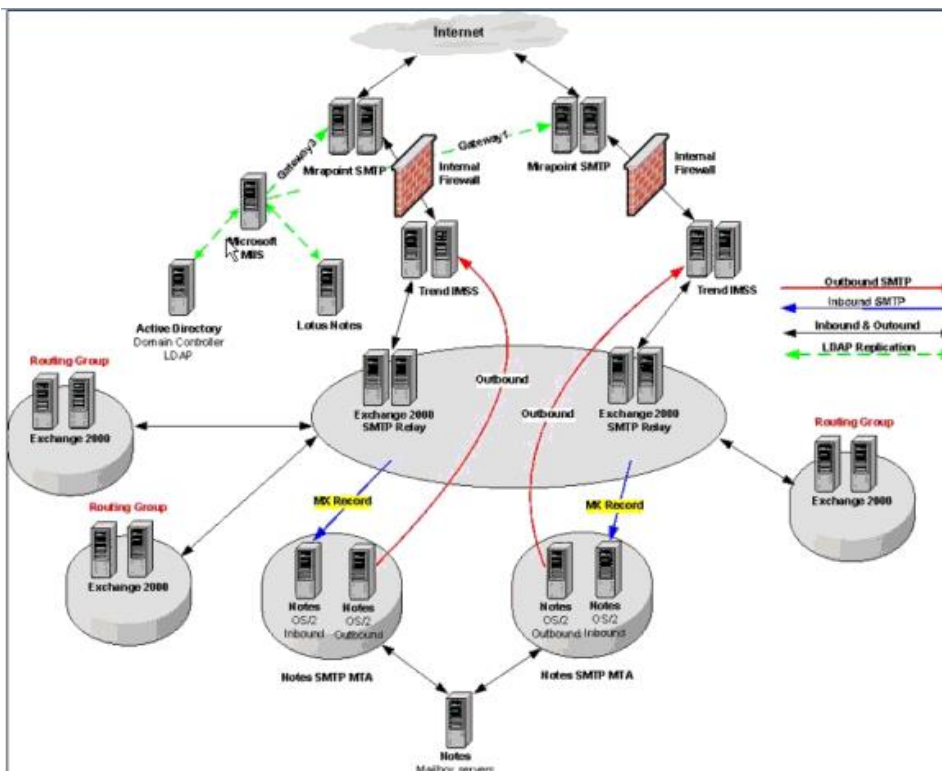 Internet
Gateway3
Gateway1
Mirapoint SMTP
Internal
Firewall
Mirapoint SMTP
Internal
Firewall
Microsoft
MIIS
Trend IMSS
Trend IMSS
Active Directory
Domain Controller
LDAP
Lotus Notes
Outbound SMTP
Inbound SMTP
Inbound & Outound
LDAP Replication
Routing Group
Exchange 2000
Outbound
Outbound
Exchange 2000
SMTP Relay
Exchange 2000
SMTP Relay
Routing Group
Exchange 2000
Routing Group
Exchange 2000
MX Record
MX Record
Notes
OS/2
Inbound
Notes
OS/2
Outbound
Notes
OS/2
Outbound
Notes
OS/2
Inbound
Notes SMTP MTA
Notes SMTP MTA
Notes
Mailbox servers